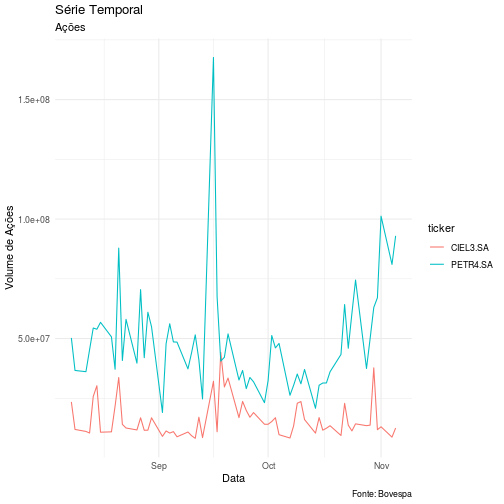 Série Temporal
Ações
Volume de Ações
1.5e+08
1.0e+08
5.0e+07
Sep
Oct
Nov
Data
ticker
CIEL3.SA
PETR4.SA
Fonte: Bovespa